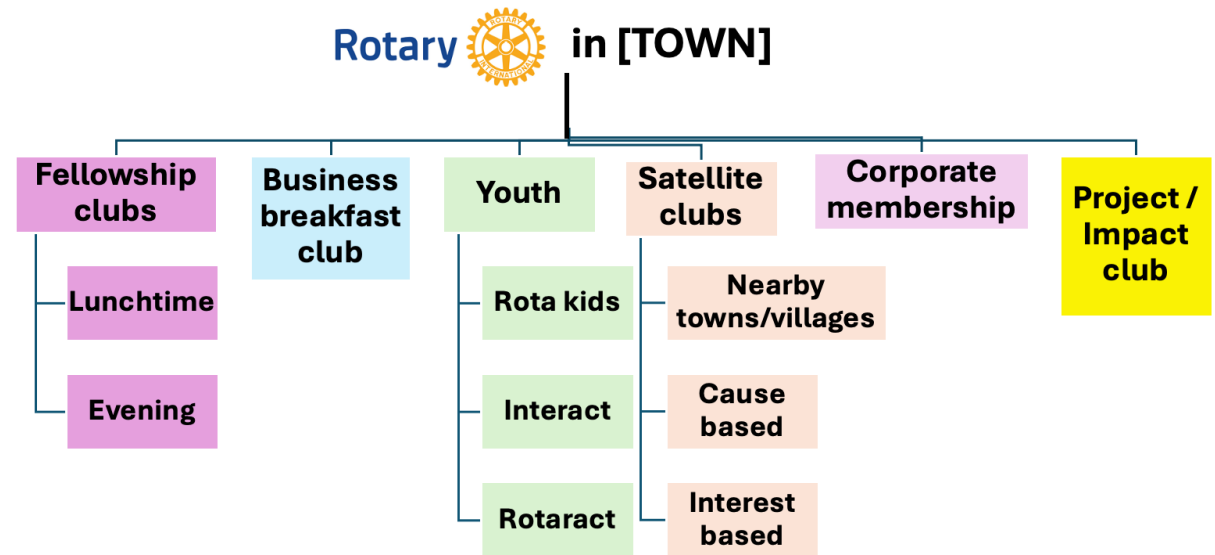 Rotary in [TOWN]
ROTARY
INTERNATIONAL
Fellowship
clubs
Business
breakfast
club
Youth
Satellite
clubs
Corporate
membership
Project /
Impact
club
Lunchtime
Evening
Rota kids
Interact
Rotaract
Nearby
towns/villages
Cause
based
Interest
based